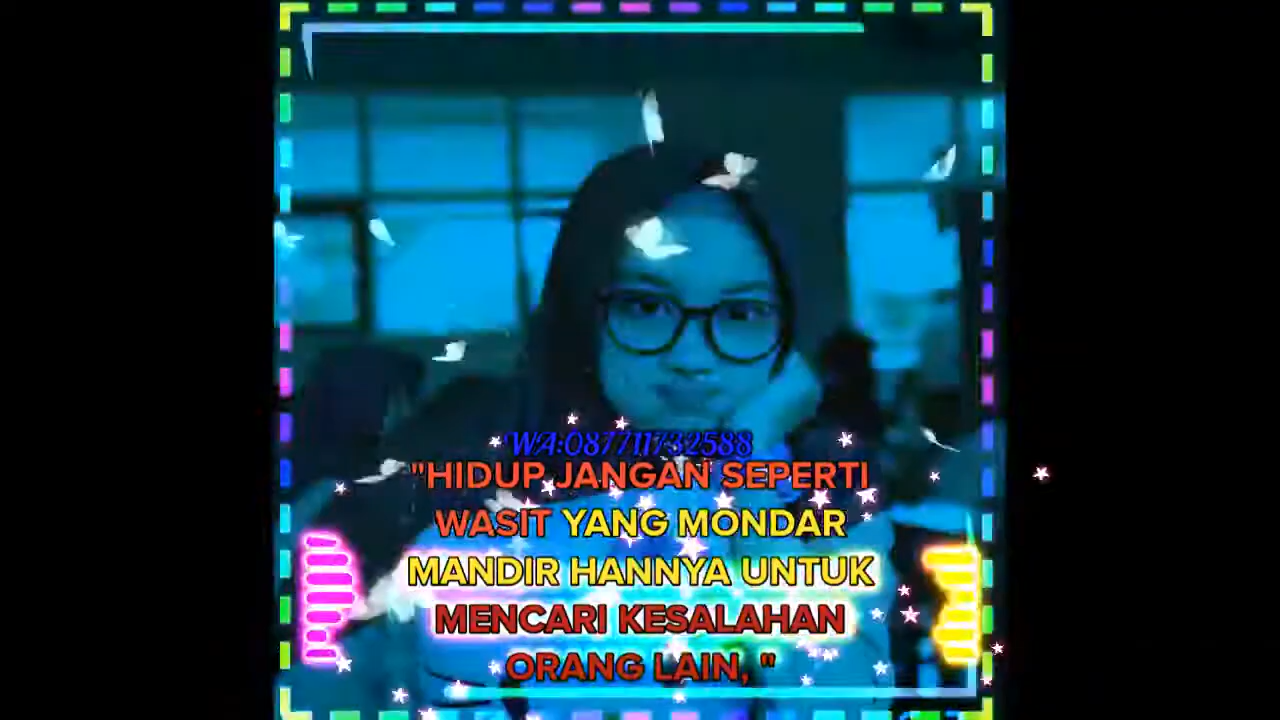 WA:087711732588
"HIDUP JANGAN SEPERTI
WASIT YANG MONDAR
MANDIR HANNYA UNTUK
MENCARI KESALAHAN
ORANG LAIN, "